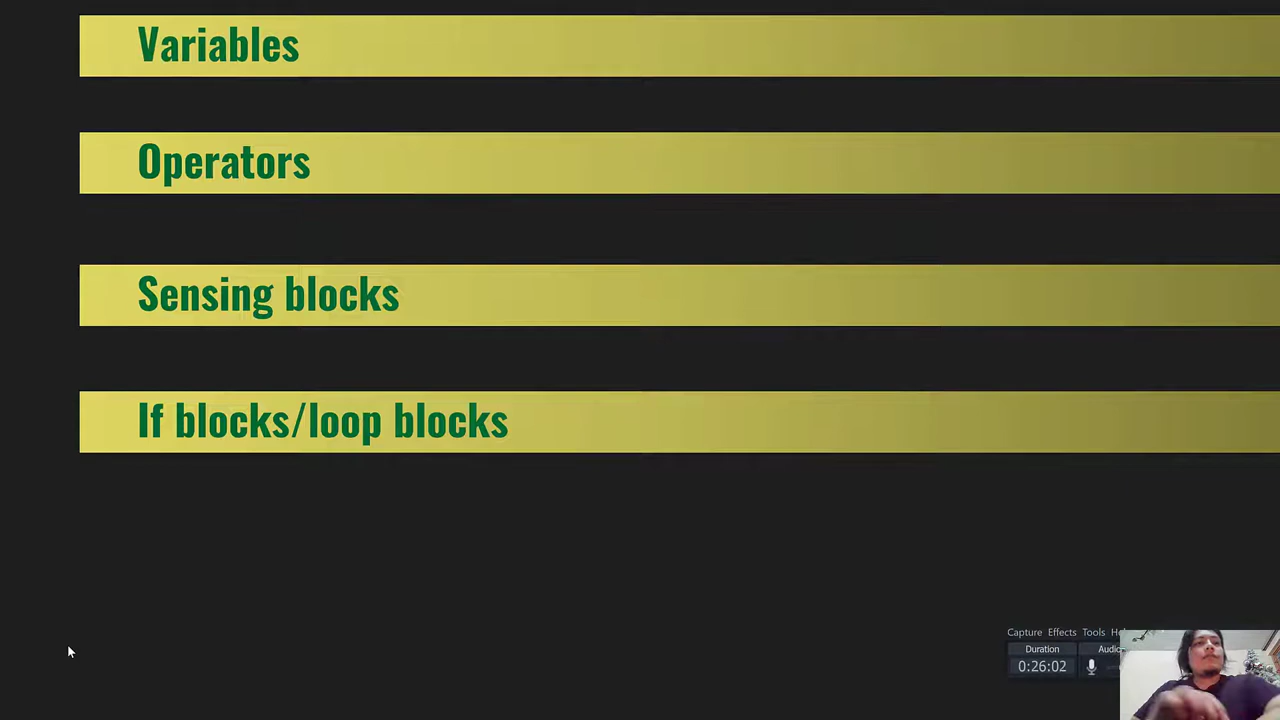 Variables
Operators
Sensing blocks
If blocks/loop blocks
Capture Effects Tools
Duration
0:26:02